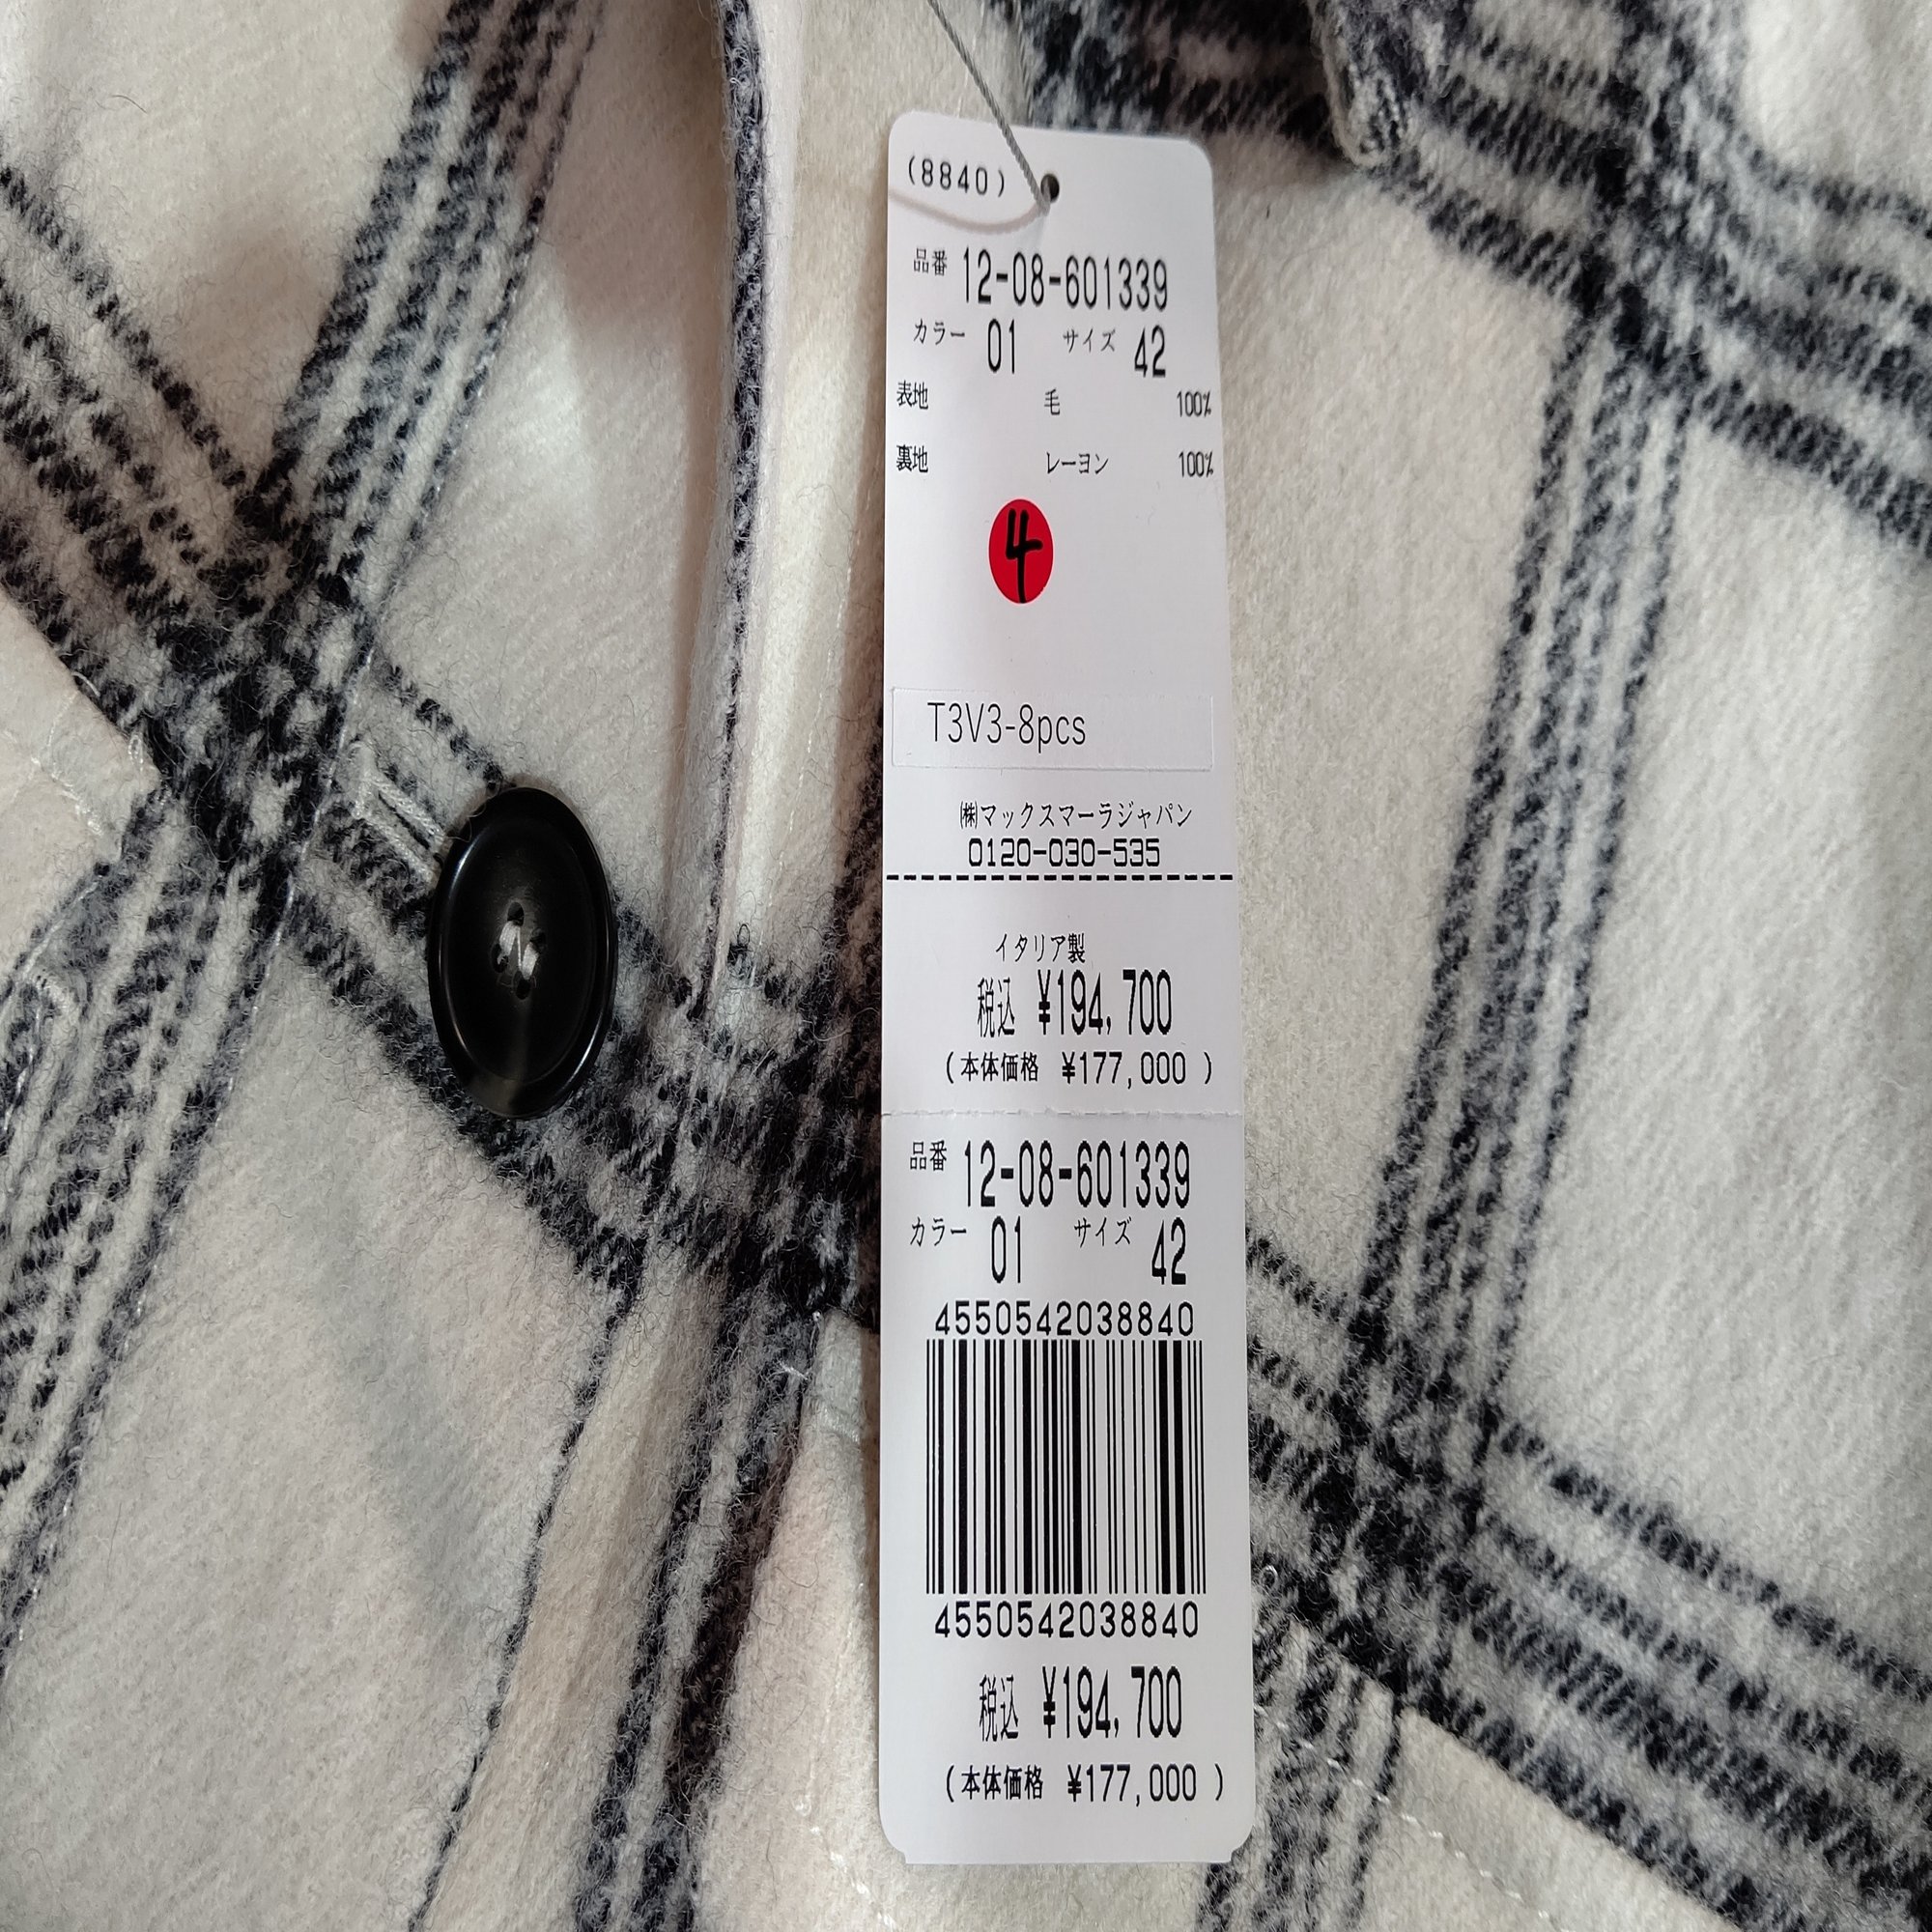 (8840)
品番 12-08-601339
カラー 01 サイズ 42
表地 毛 100%
裏地 レーヨン 100%
4
T3V3-8pcs
㈱マックスマーラジャパン
0120-030-535
イタリア製
税込 ¥194,700
(本体価格 ¥177,000)
品番 12-08-601339
カラー 01 サイズ 42
4550542038840
4550542038840
税込 ¥194,700
(本体価格 ¥177,000)